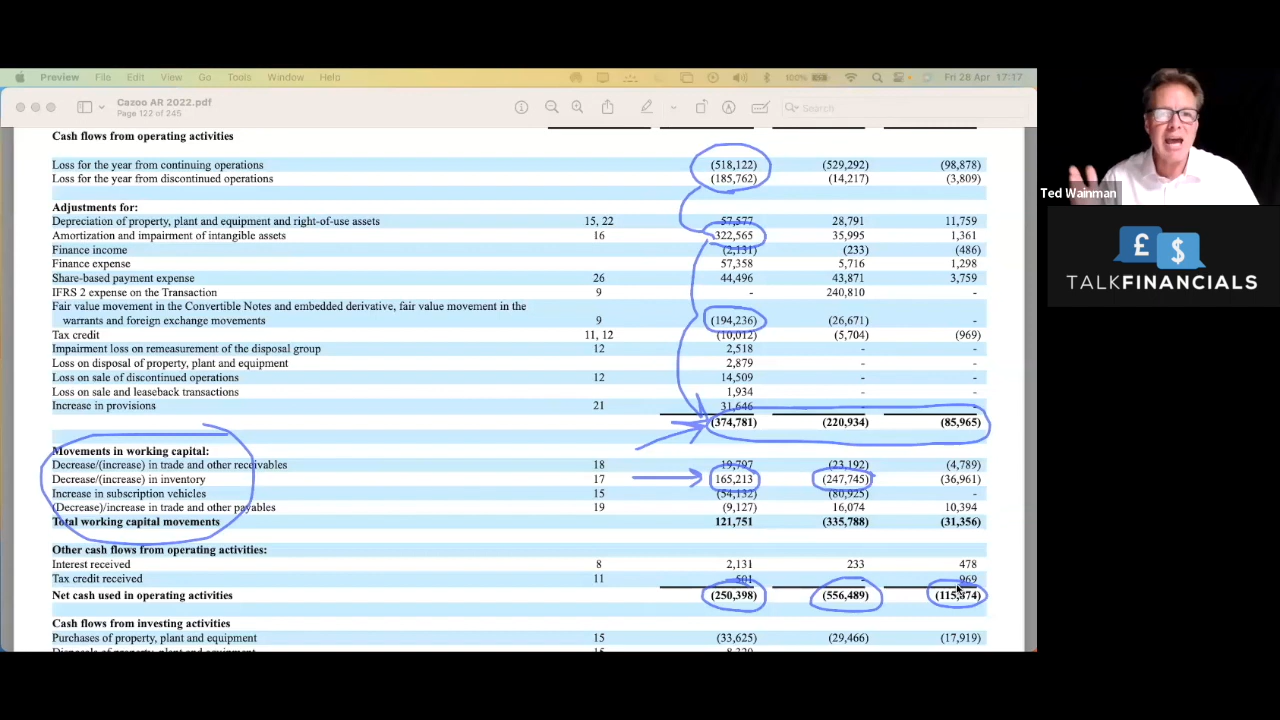 Preview File Edit View Go Tools Window Help 100% Fri 28 Apr 17:17
Cazoo AR 2022.pdf
Page 122 of 245
Search
Cash flows from operating activities
Loss for the year from continuing operations (518,122) (529,292) (98,878)
Loss for the year from discontinued operations (185,762) (14,217) (3,809)
Adjustments for:
Depreciation of property, plant and equipment and right-of-use assets 15, 22 57,577 28,791 11,759
Amortization and impairment of intangible assets 16 322,565 35,995 1,361
Finance income (2,131) (233) (486)
Finance expense 57,358 5,716 1,298
Share-based payment expense 26 44,496 43,871 3,759
IFRS 2 expense on the Transaction 9 - 240,810 -
Fair value movement in the Convertible Notes and embedded derivative, fair value movement in the
warrants and foreign exchange movements 9 (194,236) (26,671) -
Tax credit 11, 12 (10,012) (5,704) (969)
Impairment loss on remeasurement of the disposal group 12 2,518 - -
Loss on disposal of property, plant and equipment 2,879 - -
Loss on sale of discontinued operations 12 14,509 - -
Loss on sale and leaseback transactions 1,934 - -
Increase in provisions 21 31,646 - -
(374,781) (220,934) (85,965)
Movements in working capital:
Decrease/(increase) in trade and other receivables 18 19,797 (23,192) (4,789)
Decrease/(increase) in inventory 17 165,213 (247,745) (36,961)
Increase in subscription vehicles 15 (54,132) (80,925) -
(Decrease)/increase in trade and other payables 19 (9,127) 16,074 10,394
Total working capital movements 121,751 (335,788) (31,356)
Other cash flows from operating activities:
Interest received 8 2,131 233 478
Tax credit received 11 501 - 969
Net cash used in operating activities (250,398) (556,489) (115,874)
Cash flows from investing activities
Purchases of property, plant and equipment 15 (33,625) (29,466) (17,919)
Ted Wainman
£ $
TALKFINANCIALS